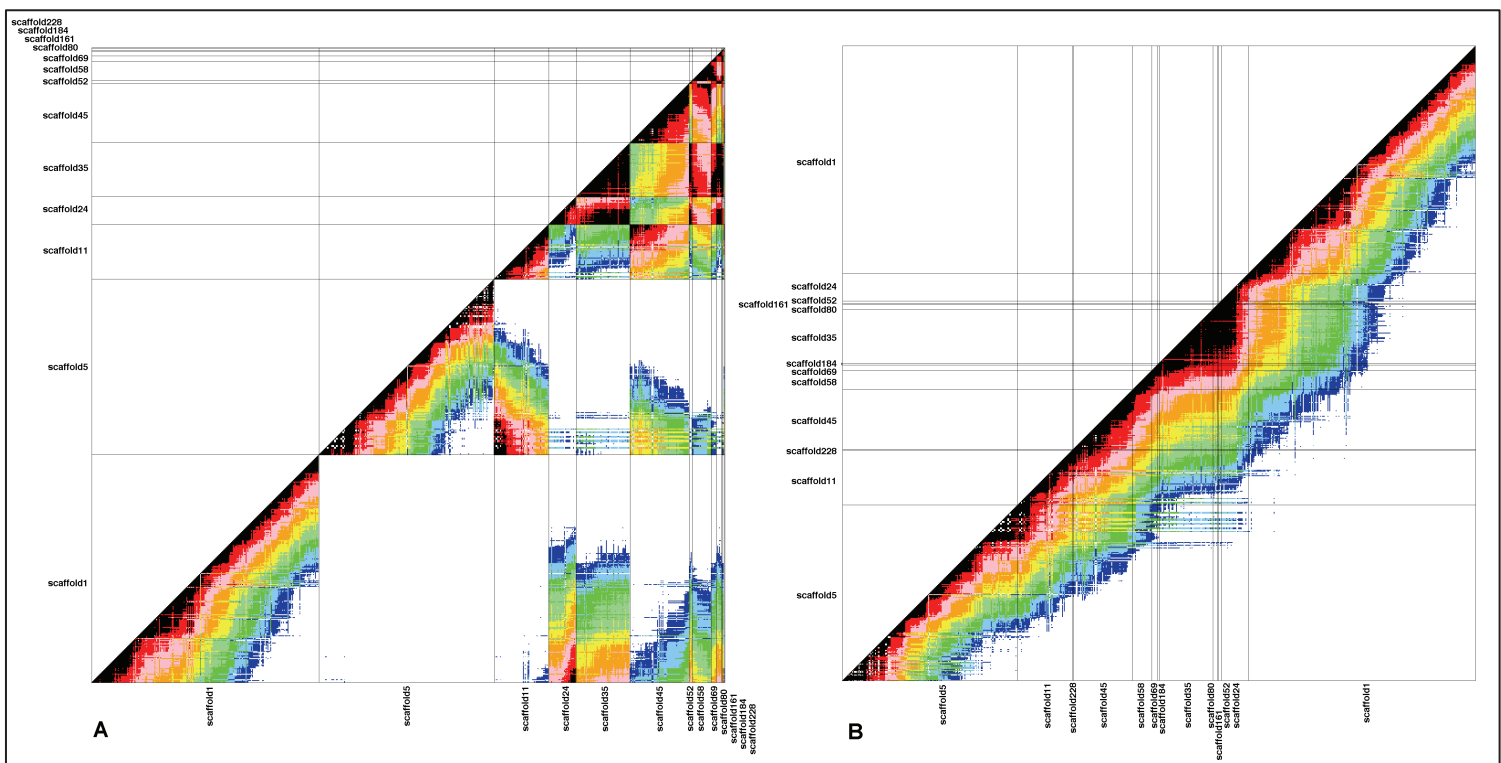 scaffold228
scaffold184
scaffold161
scaffold80
scaffold69
scaffold58
scaffold52
scaffold45
scaffold35
scaffold24
scaffold11
scaffold5
scaffold1
scaffold1
scaffold5
scaffold11
scaffold24
scaffold35
scaffold45
scaffold52
scaffold58
scaffold69
scaffold80
scaffold161
scaffold184
scaffold228
A
scaffold1
scaffold24
scaffold52
scaffold161
scaffold80
scaffold35
scaffold184
scaffold69
scaffold58
scaffold45
scaffold228
scaffold11
scaffold5
scaffold5
scaffold11
scaffold228
scaffold45
scaffold58
scaffold69
scaffold184
scaffold35
scaffold80
scaffold161
scaffold52
scaffold24
scaffold1
B